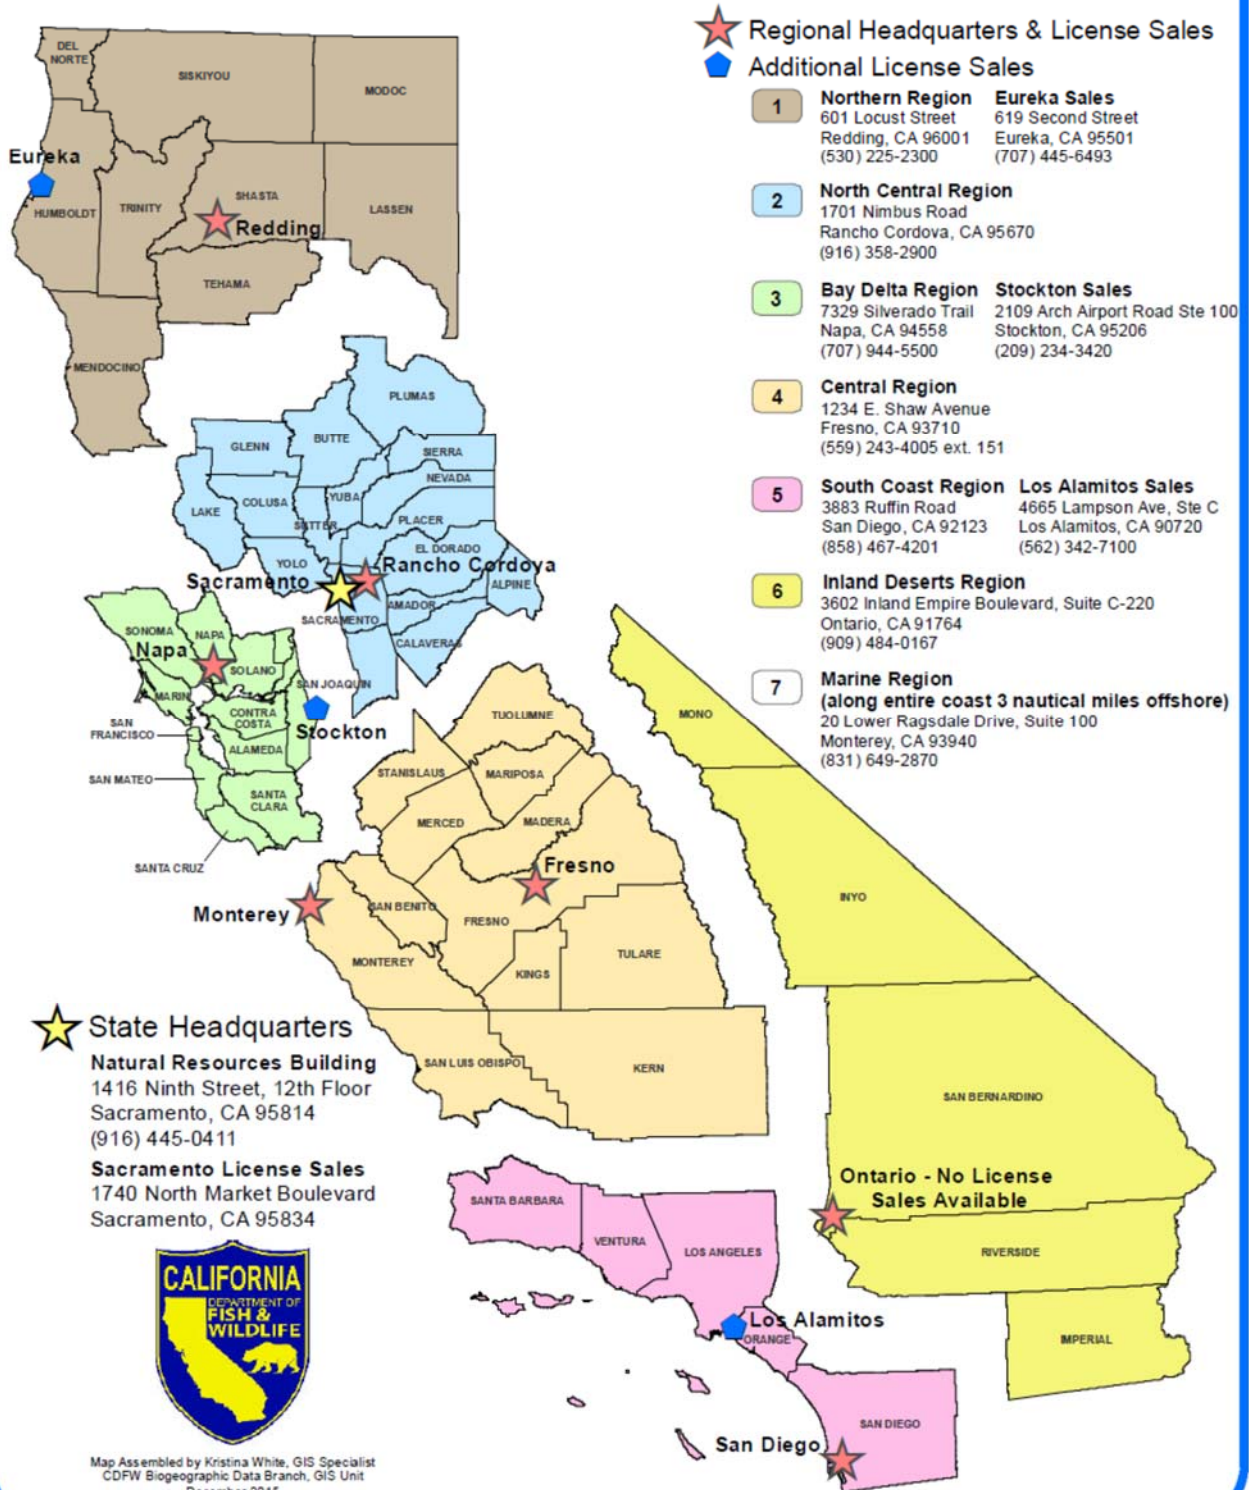 Regional Headquarters & License Sales
Additional License Sales
1
Northern Region
601 Locust Street
Redding, CA 96001
(530) 225-2300
Eureka Sales
619 Second Street
Eureka, CA 95501
(707) 445-6493
2
North Central Region
1701 Nimbus Road
Rancho Cordova, CA 95670
(916) 358-2900
3
Bay Delta Region
7329 Silverado Trail
Napa, CA 94558
(707) 944-5500
Stockton Sales
2109 Arch Airport Road Ste 100
Stockton, CA 95206
(209) 234-3420
4
Central Region
1234 E. Shaw Avenue
Fresno, CA 93710
(559) 243-4005 ext. 151
5
South Coast Region
3883 Ruffin Road
San Diego, CA 92123
(858) 467-4201
Los Alamitos Sales
4665 Lampson Ave, Ste C
Los Alamitos, CA 90720
(562) 342-7100
6
Inland Deserts Region
3602 Inland Empire Boulevard, Suite C-220
Ontario, CA 91764
(909) 484-0167
7
Marine Region
(along entire coast 3 nautical miles offshore)
20 Lower Ragsdale Drive, Suite 100
Monterey, CA 93940
(831) 649-2870
DEL
NORTE
SISKIYOU
MODOC
Eureka
HUMBOLDT
TRINITY
SHASTA
LASSEN
Redding
TEHAMA
MENDOCINO
PLUMAS
BUTTE
GLENN
SIERRA
NEVADA
YUBA
COLUSA
LAKE
SUTTER
PLACER
EL DORADO
YOLO
Rancho Cordova
Sacramento
ALPINE
AMADOR
SACRAMENTO
CALAVERAS
SONOMA
NAPA
Napa
SOLANO
SAN JOAQUIN
MARIN
CONTRA
COSTA
SAN
FRANCISCO
Stockton
ALAMEDA
SAN MATEO
SANTA
CLARA
SANTA CRUZ
TUOLUMNE
STANISLAUS
MARIPOSA
MERCED
MADERA
Fresno
Monterey
SAN BENITO
FRESNO
MONTEREY
KINGS
TULARE
SAN LUIS OBISPO
KERN
MONO
INYO
SAN BERNARDINO
Ontario - No License
Sales Available
RIVERSIDE
IMPERIAL
SANTA BARBARA
VENTURA
LOS ANGELES
Los Alamitos
ORANGE
SAN DIEGO
San Diego
State Headquarters
Natural Resources Building
1416 Ninth Street, 12th Floor
Sacramento, CA 95814
(916) 445-0411
Sacramento License Sales
1740 North Market Boulevard
Sacramento, CA 95834
CALIFORNIA
DEPARTMENT OF
FISH &
WILDLIFE
Map Assembled by Kristina White, GIS Specialist
CDFW Biogeographic Data Branch, GIS Unit